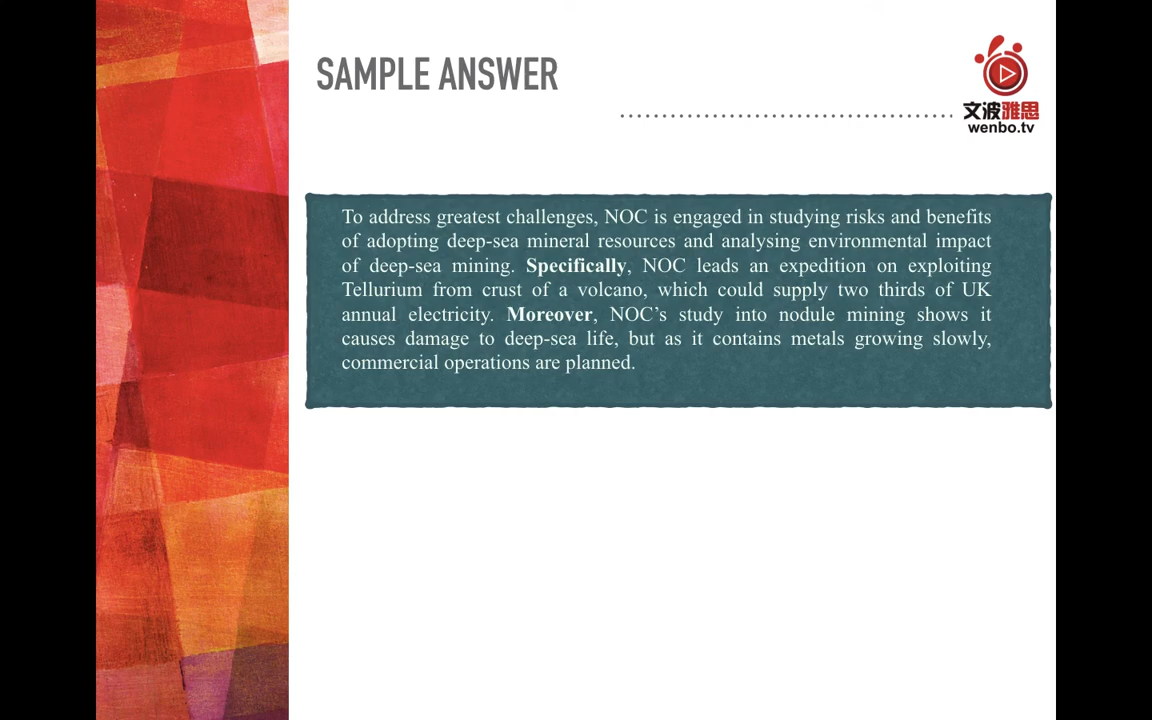 SAMPLE ANSWER
文波雅思
wenbo.tv
To address greatest challenges, NOC is engaged in studying risks and benefits
of adopting deep-sea mineral resources and analysing environmental impact
of deep-sea mining. Specifically, NOC leads an expedition on exploiting
Tellurium from crust of a volcano, which could supply two thirds of UK
annual electricity. Moreover, NOC’s study into nodule mining shows it
causes damage to deep-sea life, but as it contains metals growing slowly,
commercial operations are planned.